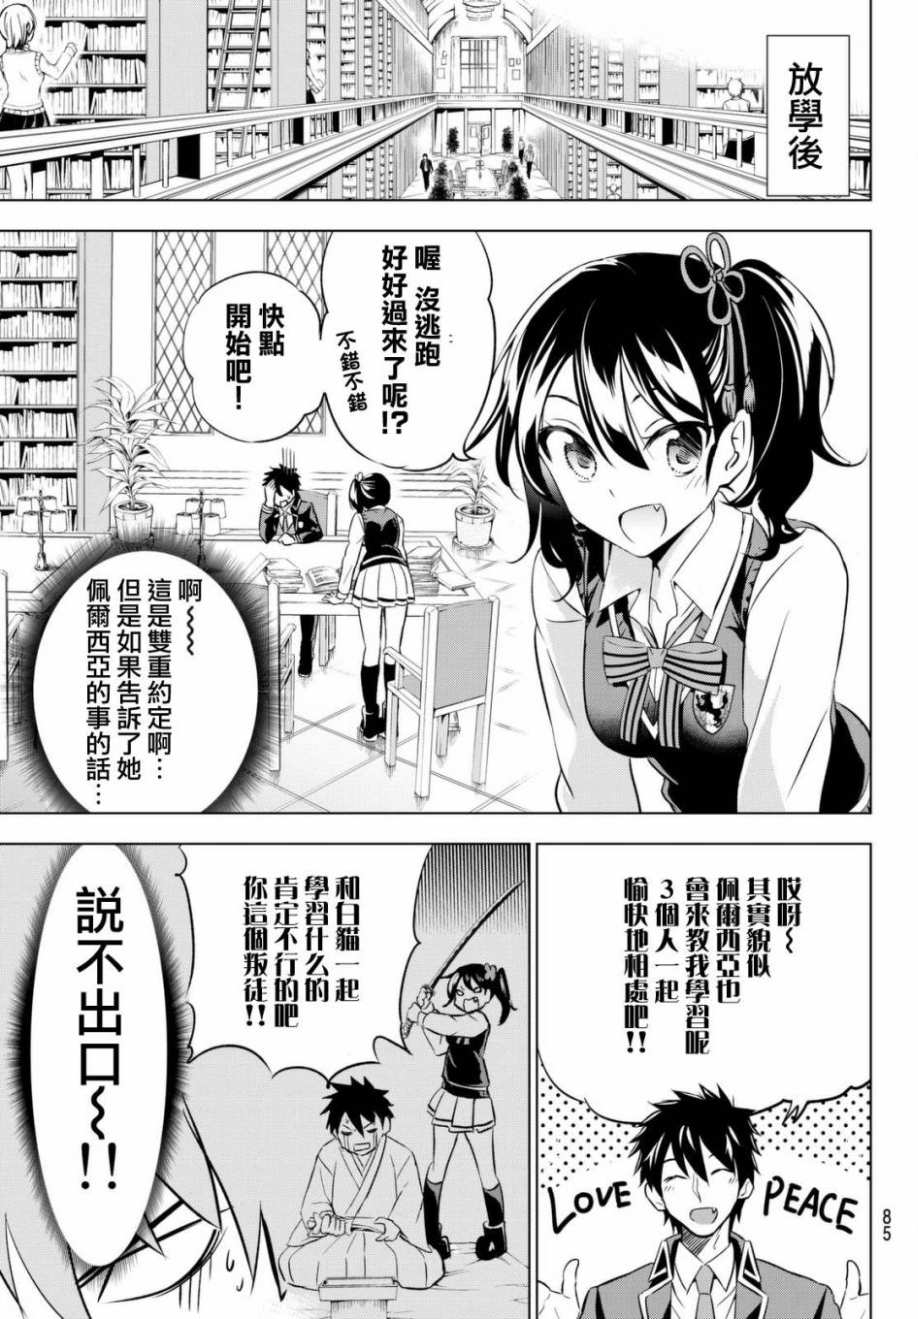 放學後
喔 沒逃跑
好好過來了呢!?
不錯不錯
快點
開始吧！
啊～～
這是雙重約定啊…
但是如果告訴了她
佩爾西亞的事的話…
哎呀～
其實貌似
佩爾西亞也
會來教我學習呢
3個人一起
愉快地相處吧!!
LOVE PEACE
和白貓一起
學習什么的
肯定不行的吧
你這個叛徒!!
說不出口～!!
85